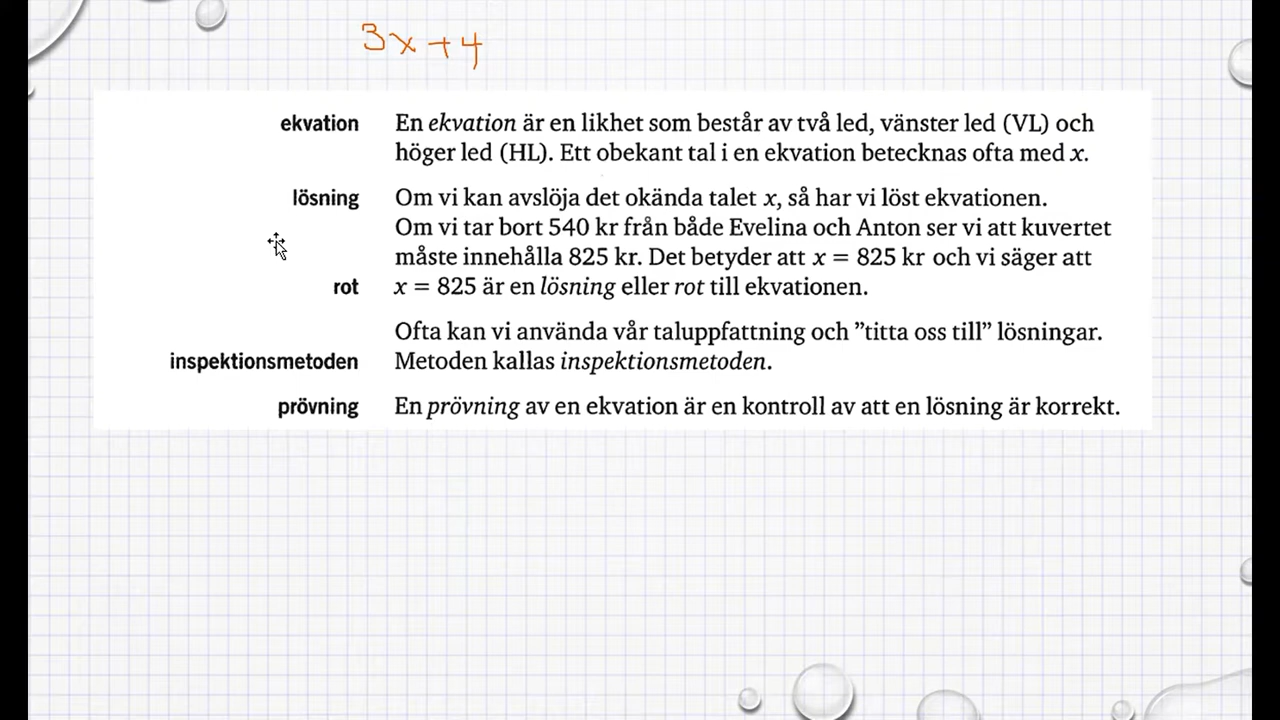 3x+4
ekvation En ekvation är en likhet som består av två led, vänster led (VL) och
höger led (HL). Ett obekant tal i en ekvation betecknas ofta med x.
lösning Om vi kan avslöja det okända talet x, så har vi löst ekvationen.
Om vi tar bort 540 kr från både Evelina och Anton ser vi att kuvertet
måste innehålla 825 kr. Det betyder att x = 825 kr och vi säger att
rot x = 825 är en lösning eller rot till ekvationen.
Ofta kan vi använda vår taluppfattning och ”titta oss till” lösningar.
inspektionsmetoden Metoden kallas inspektionsmetoden.
prövning En prövning av en ekvation är en kontroll av att en lösning är korrekt.